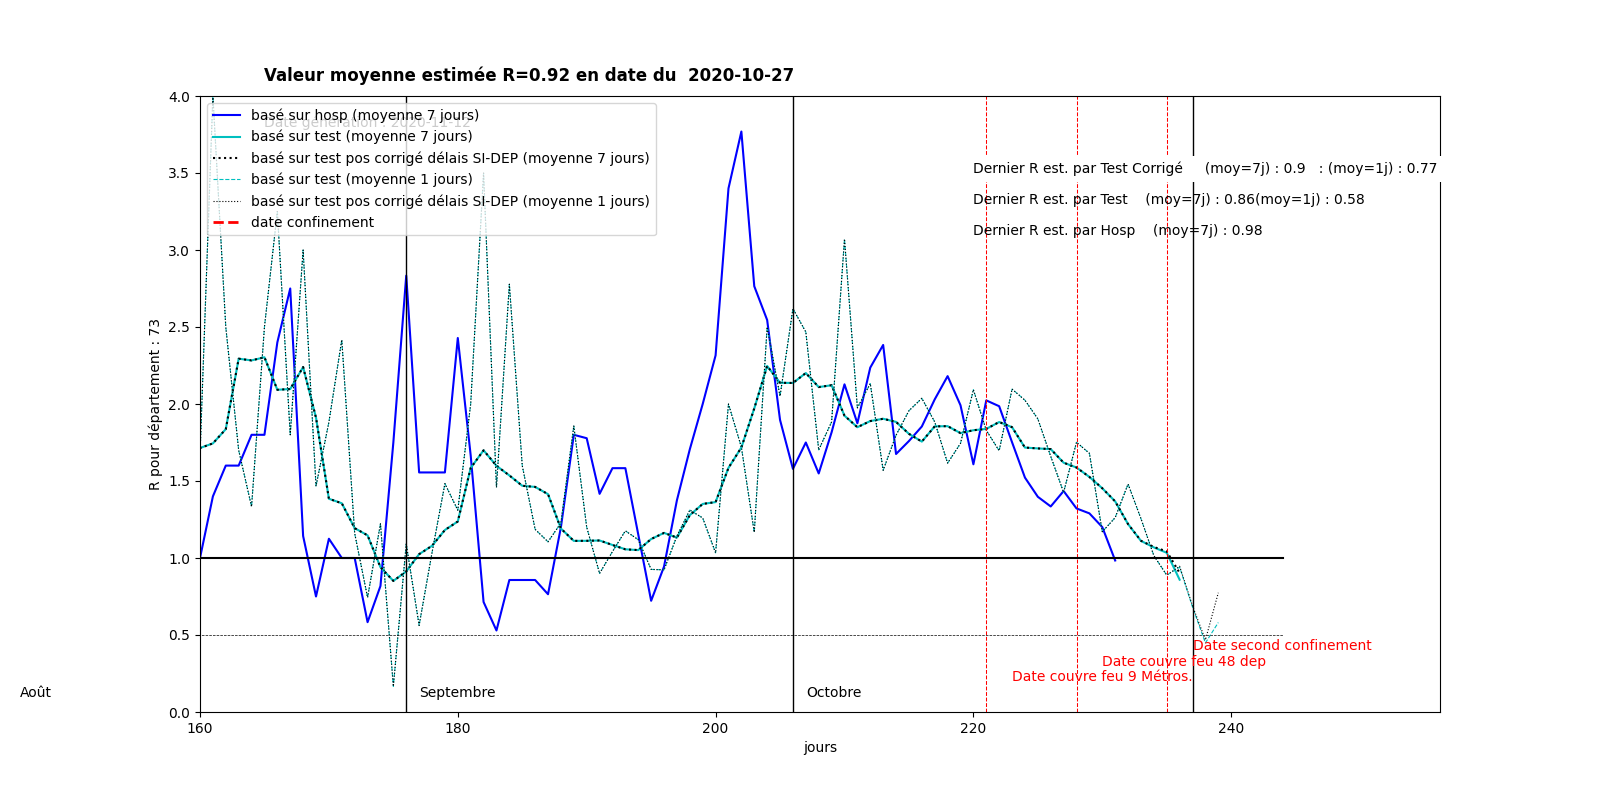 Valeur moyenne estimée R=0.92 en date du  2020-10-27
Date génération : 2020-11-12
basé sur hosp (moyenne 7 jours)
basé sur test (moyenne 7 jours)
basé sur test pos corrigé délais SI-DEP (moyenne 7 jours)
basé sur test (moyenne 1 jours)
basé sur test pos corrigé délais SI-DEP (moyenne 1 jours)
date confinement
Dernier R est. par Test Corrigé     (moy=7j) : 0.9   : (moy=1j) : 0.77
Dernier R est. par Test    (moy=7j) : 0.86(moy=1j) : 0.58
Dernier R est. par Hosp    (moy=7j) : 0.98
4.0
3.5
3.0
2.5
2.0
1.5
1.0
0.5
0.0
R pour département : 73
Date second confinement
Date couvre feu 48 dep
Date couvre feu 9 Métros.
Août
Septembre
Octobre
160
180
200
220
240
jours